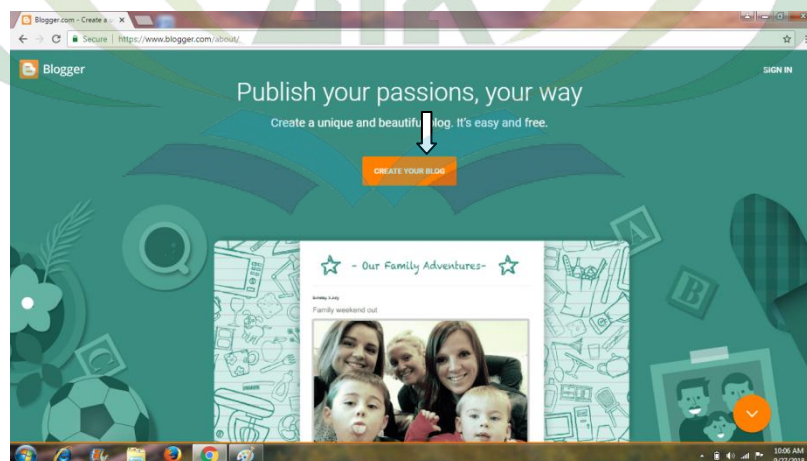 Blogger.com - Create a u
Secure | https://www.blogger.com/about/
Blogger
SIGN IN
Publish your passions, your way
Create a unique and beautiful blog. It's easy and free.
CREATE YOUR BLOG
A
B
C
- Our Family Adventures-
Family weekend out
10:06 AM